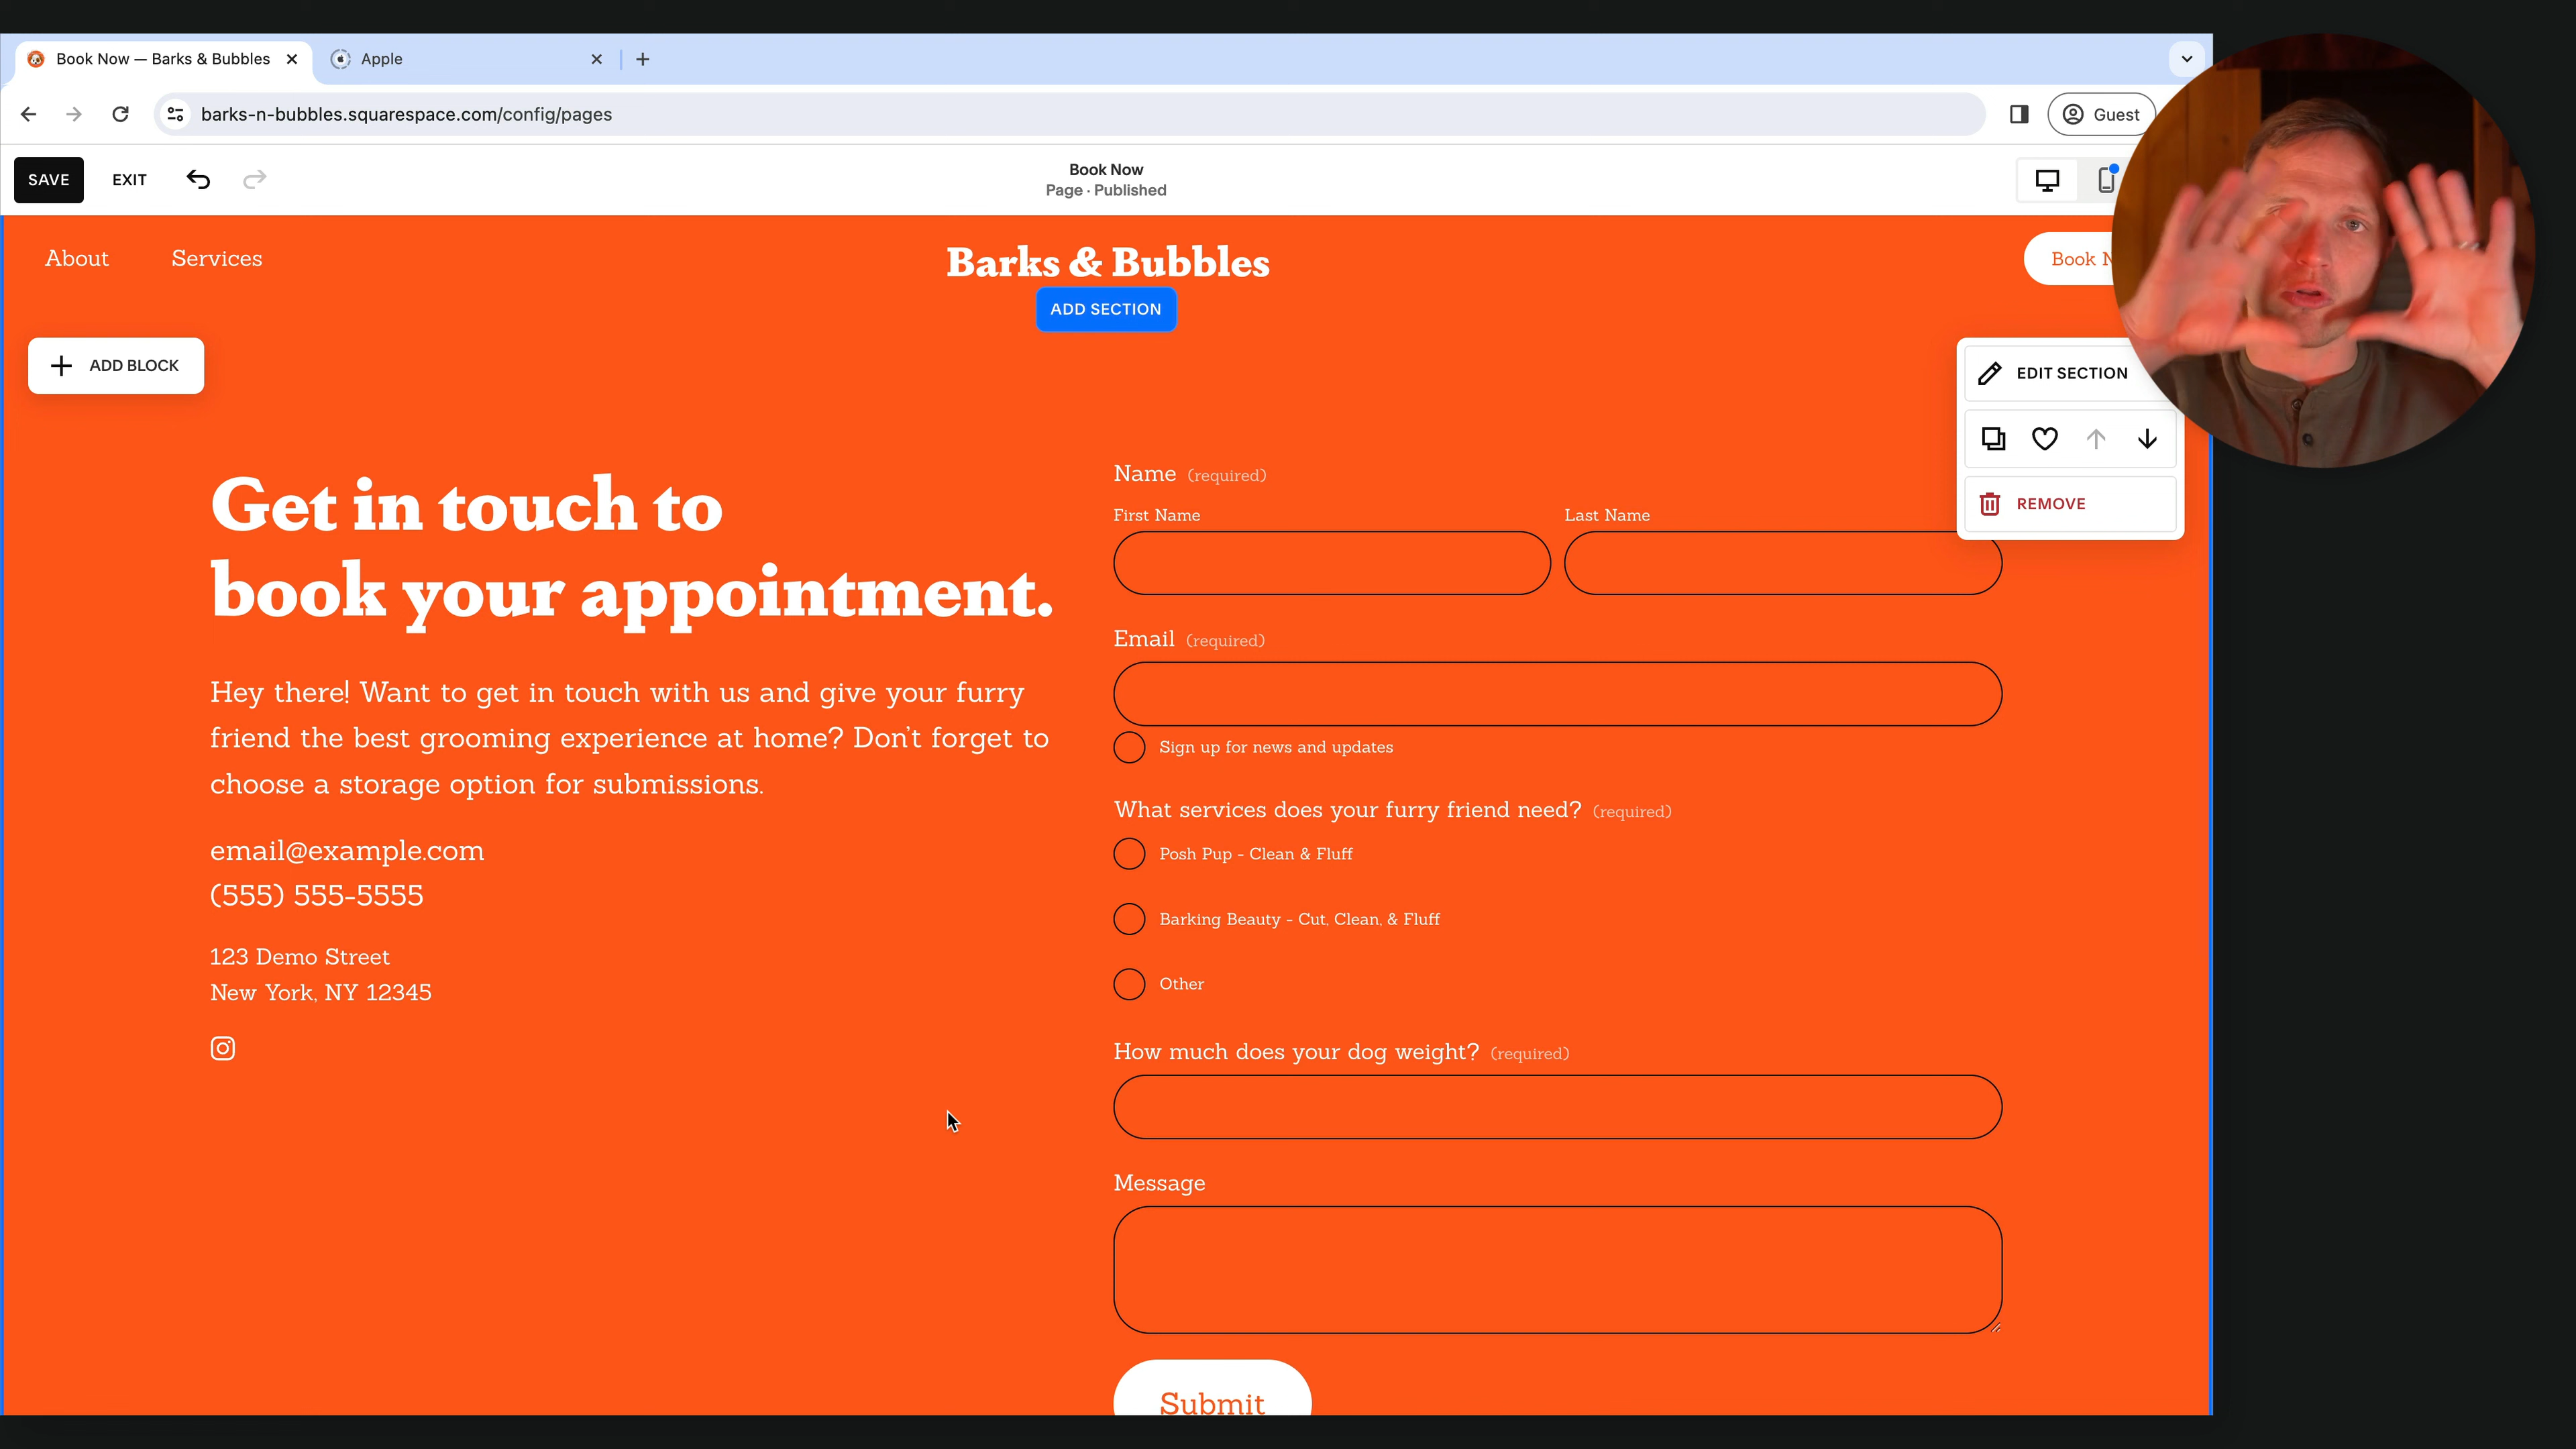 Book Now — Barks & Bubbles
Apple
barks-n-bubbles.squarespace.com/config/pages
Guest
SAVE
EXIT
Book Now
Page · Published
About
Services
Barks & Bubbles
Book
ADD SECTION
ADD BLOCK
EDIT SECTION
REMOVE
Get in touch to
book your appointment.
Hey there! Want to get in touch with us and give your furry
friend the best grooming experience at home? Don't forget to
choose a storage option for submissions.
email@example.com
(555) 555-5555
123 Demo Street
New York, NY 12345
Name (required)
First Name
Last Name
Email (required)
Sign up for news and updates
What services does your furry friend need? (required)
Posh Pup - Clean & Fluff
Barking Beauty - Cut, Clean, & Fluff
Other
How much does your dog weight? (required)
Message
Submit